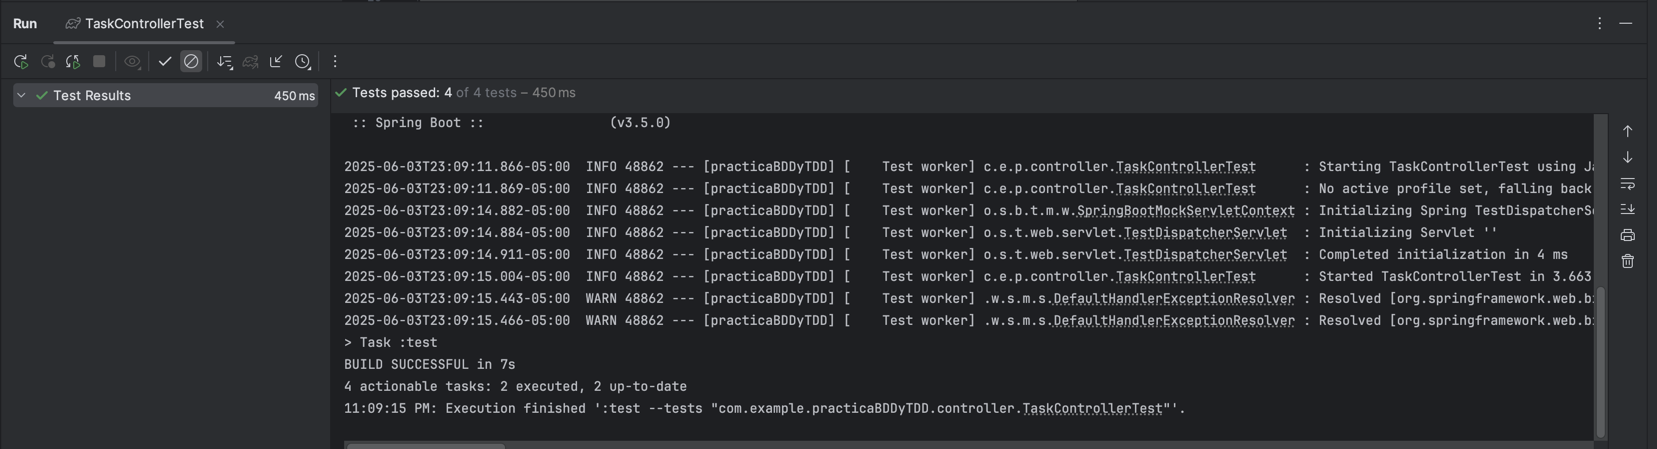 Run TaskControllerTest
Test Results 450 ms
Tests passed: 4 of 4 tests – 450 ms
:: Spring Boot ::                (v3.5.0)
2025-06-03T23:09:11.866-05:00  INFO 48862 --- [practicaBDDyTDD] [    Test worker] c.e.p.controller.TaskControllerTest      : Starting TaskControllerTest using Ja
2025-06-03T23:09:11.869-05:00  INFO 48862 --- [practicaBDDyTDD] [    Test worker] c.e.p.controller.TaskControllerTest      : No active profile set, falling back
2025-06-03T23:09:14.882-05:00  INFO 48862 --- [practicaBDDyTDD] [    Test worker] o.s.b.t.m.w.SpringBootMockServletContext : Initializing Spring TestDispatcherSe
2025-06-03T23:09:14.884-05:00  INFO 48862 --- [practicaBDDyTDD] [    Test worker] o.s.t.web.servlet.TestDispatcherServlet  : Initializing Servlet ''
2025-06-03T23:09:14.911-05:00  INFO 48862 --- [practicaBDDyTDD] [    Test worker] o.s.t.web.servlet.TestDispatcherServlet  : Completed initialization in 4 ms
2025-06-03T23:09:15.004-05:00  INFO 48862 --- [practicaBDDyTDD] [    Test worker] c.e.p.controller.TaskControllerTest      : Started TaskControllerTest in 3.663
2025-06-03T23:09:15.443-05:00  WARN 48862 --- [practicaBDDyTDD] [    Test worker] .w.s.m.s.DefaultHandlerExceptionResolver : Resolved [org.springframework.web.bi
2025-06-03T23:09:15.466-05:00  WARN 48862 --- [practicaBDDyTDD] [    Test worker] .w.s.m.s.DefaultHandlerExceptionResolver : Resolved [org.springframework.web.bi
> Task :test
BUILD SUCCESSFUL in 7s
4 actionable tasks: 2 executed, 2 up-to-date
11:09:15 PM: Execution finished ':test --tests "com.example.practicaBDDyTDD.controller.TaskControllerTest"'.